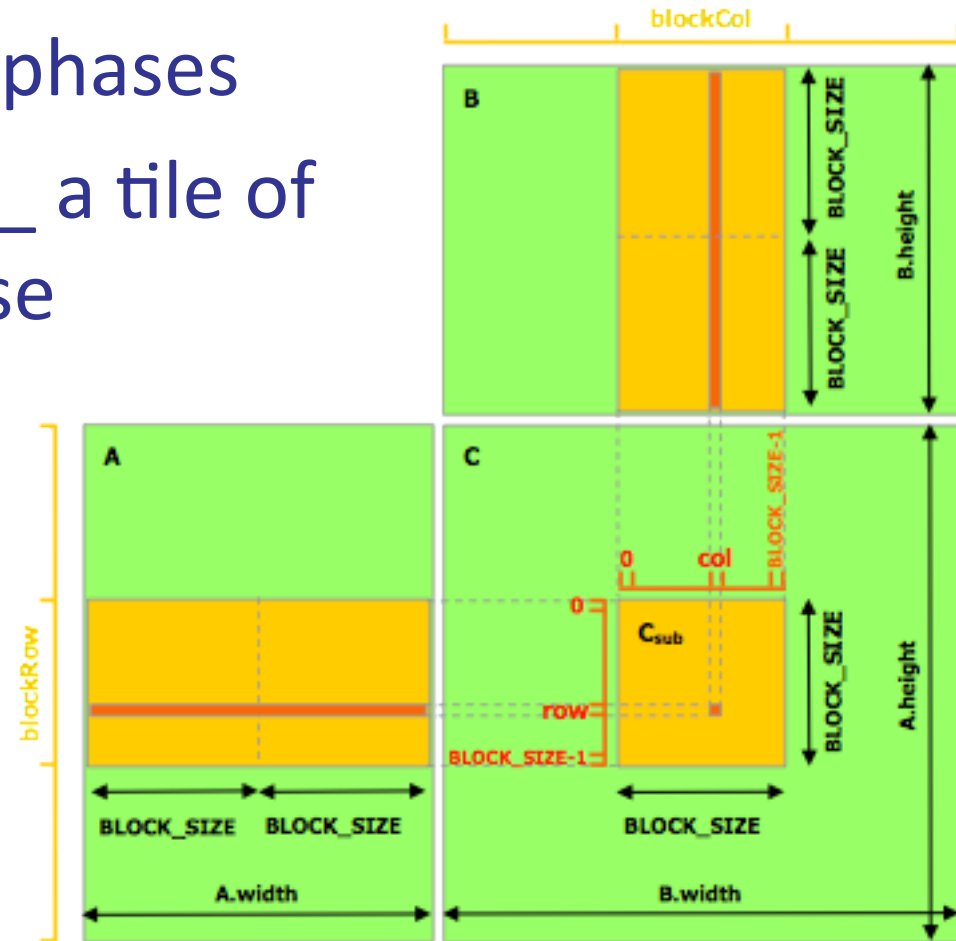 phases
_ a tile of
se
blockCol
B
BLOCK_SIZE
BLOCK_SIZE
B.height
A
C
BLOCK_SIZE-1
0 col
blockRow
0
Csub
row
BLOCK_SIZE-1
BLOCK_SIZE
A.height
BLOCK_SIZE BLOCK_SIZE
BLOCK_SIZE
A.width
B.width